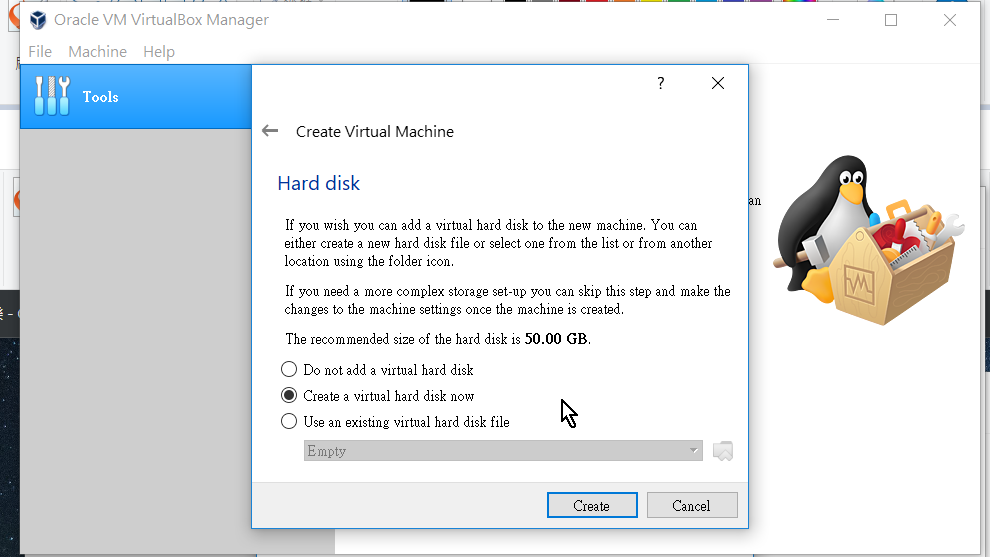 Oracle VM VirtualBox Manager
File Machine Help
Tools
?
Create Virtual Machine
Hard disk
If you wish you can add a virtual hard disk to the new machine. You can
either create a new hard disk file or select one from the list or from another
location using the folder icon.
an
If you need a more complex storage set-up you can skip this step and make the
changes to the machine settings once the machine is created.
The recommended size of the hard disk is 50.00 GB.
Do not add a virtual hard disk
Create a virtual hard disk now
Use an existing virtual hard disk file
Empty
Create Cancel